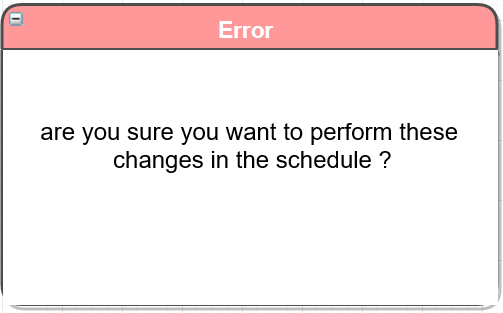 Error
are you sure you want to perform these
changes in the schedule ?